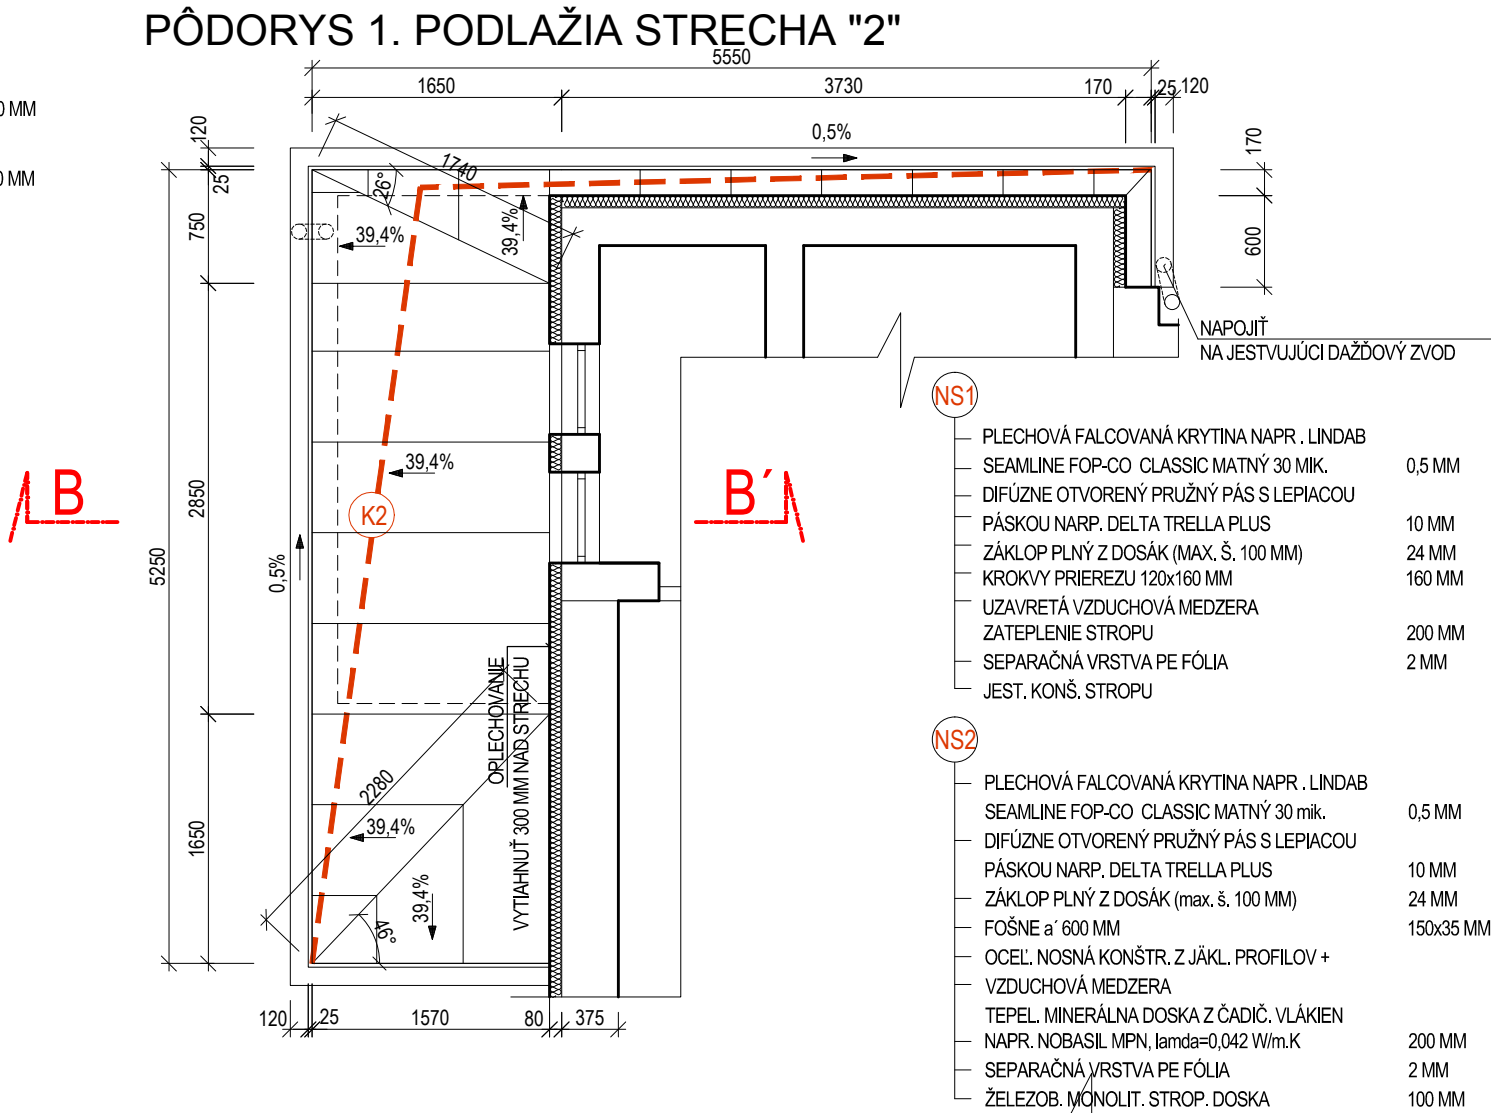 PÔDORYS 1. PODLAŽIA STRECHA "2"
5550
1650
3730
170
25
120
0 MM
0 MM
120
25
750
2850
1650
5250
0,5%
170
600
1740
26°
39,4%
39,4%
39,4%
B
B´
K2
0,5%
NAPOJIŤ
NA JESTVUJÚCI DAŽĎOVÝ ZVOD
OPLECHOVANIE
VYTIAHNUŤ 300 MM NAD STRECHU
2280
39,4%
39,4%
46°
120
25
1570
80
375
NS1
PLECHOVÁ FALCOVANÁ KRYTINA NAPR . LINDAB
SEAMLINE FOP-CO CLASSIC MATNÝ 30 MIK. 0,5 MM
DIFÚZNE OTVORENÝ PRUŽNÝ PÁS S LEPIACOU
PÁSKOU NARP. DELTA TRELLA PLUS 10 MM
ZÁKLOP PLNÝ Z DOSÁK (MAX. Š. 100 MM) 24 MM
KROKVY PRIEREZU 120x160 MM 160 MM
UZAVRETÁ VZDUCHOVÁ MEDZERA
ZATEPLENIE STROPU 200 MM
SEPARAČNÁ VRSTVA PE FÓLIA 2 MM
JEST. KONŠ. STROPU
NS2
PLECHOVÁ FALCOVANÁ KRYTINA NAPR . LINDAB
SEAMLINE FOP-CO CLASSIC MATNÝ 30 mik. 0,5 MM
DIFÚZNE OTVORENÝ PRUŽNÝ PÁS S LEPIACOU
PÁSKOU NARP. DELTA TRELLA PLUS 10 MM
ZÁKLOP PLNÝ Z DOSÁK (max. š. 100 MM) 24 MM
FOŠNE a´ 600 MM 150x35 MM
OCEĽ. NOSNÁ KONŠTR. Z JÄKL. PROFILOV +
VZDUCHOVÁ MEDZERA
TEPEL. MINERÁLNA DOSKA Z ČADIČ. VLÁKIEN
NAPR. NOBASIL MPN, lamda=0,042 W/m.K 200 MM
SEPARAČNÁ VRSTVA PE FÓLIA 2 MM
ŽELEZOB. MONOLIT. STROP. DOSKA 100 MM